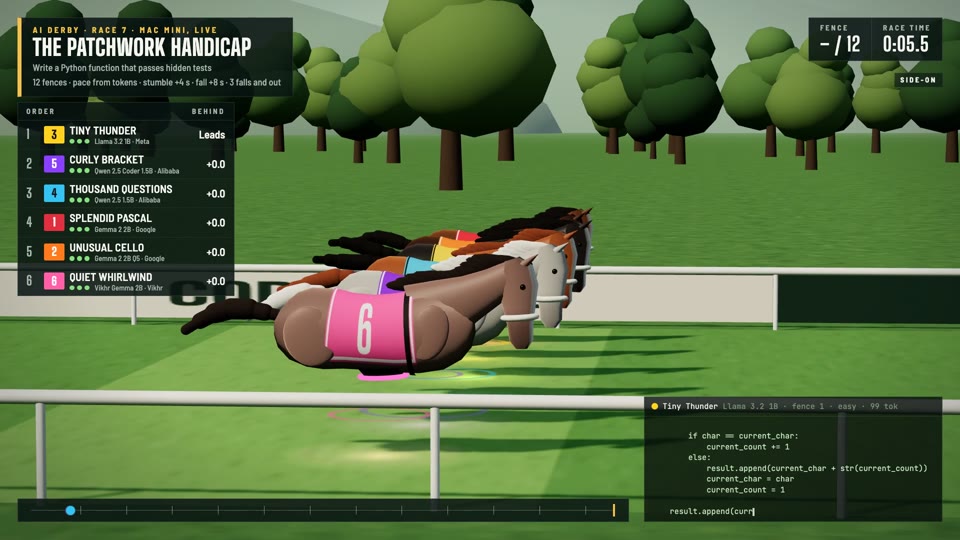 AI DERBY · RACE 7 · MAC MINI, LIVE
THE PATCHWORK HANDICAP
Write a Python function that passes hidden tests
12 fences · pace from tokens · stumble +4 s · fall +8 s · 3 falls and out
FENCE
– / 12
RACE TIME
0:05.5
SIDE-ON
ORDER BEHIND
1 3 TINY THUNDER Leads
Llama 3.2 1B · Meta
2 5 CURLY BRACKET +0.0
Qwen 2.5 Coder 1.5B · Alibaba
3 4 THOUSAND QUESTIONS +0.0
Qwen 2.5 1.5B · Alibaba
4 1 SPLENDID PASCAL +0.0
Gemma 2 2B · Google
5 2 UNUSUAL CELLO +0.0
Gemma 2 2B Q5 · Google
6 6 QUIET WHIRLWIND +0.0
Vikhr Gemma 2B · Vikhr
6
Tiny Thunder Llama 3.2 1B · fence 1 · easy · 99 tok
if char == current_char:
current_count += 1
else:
result.append(current_char + str(current_count))
current_char = char
current_count = 1
result.append(curr